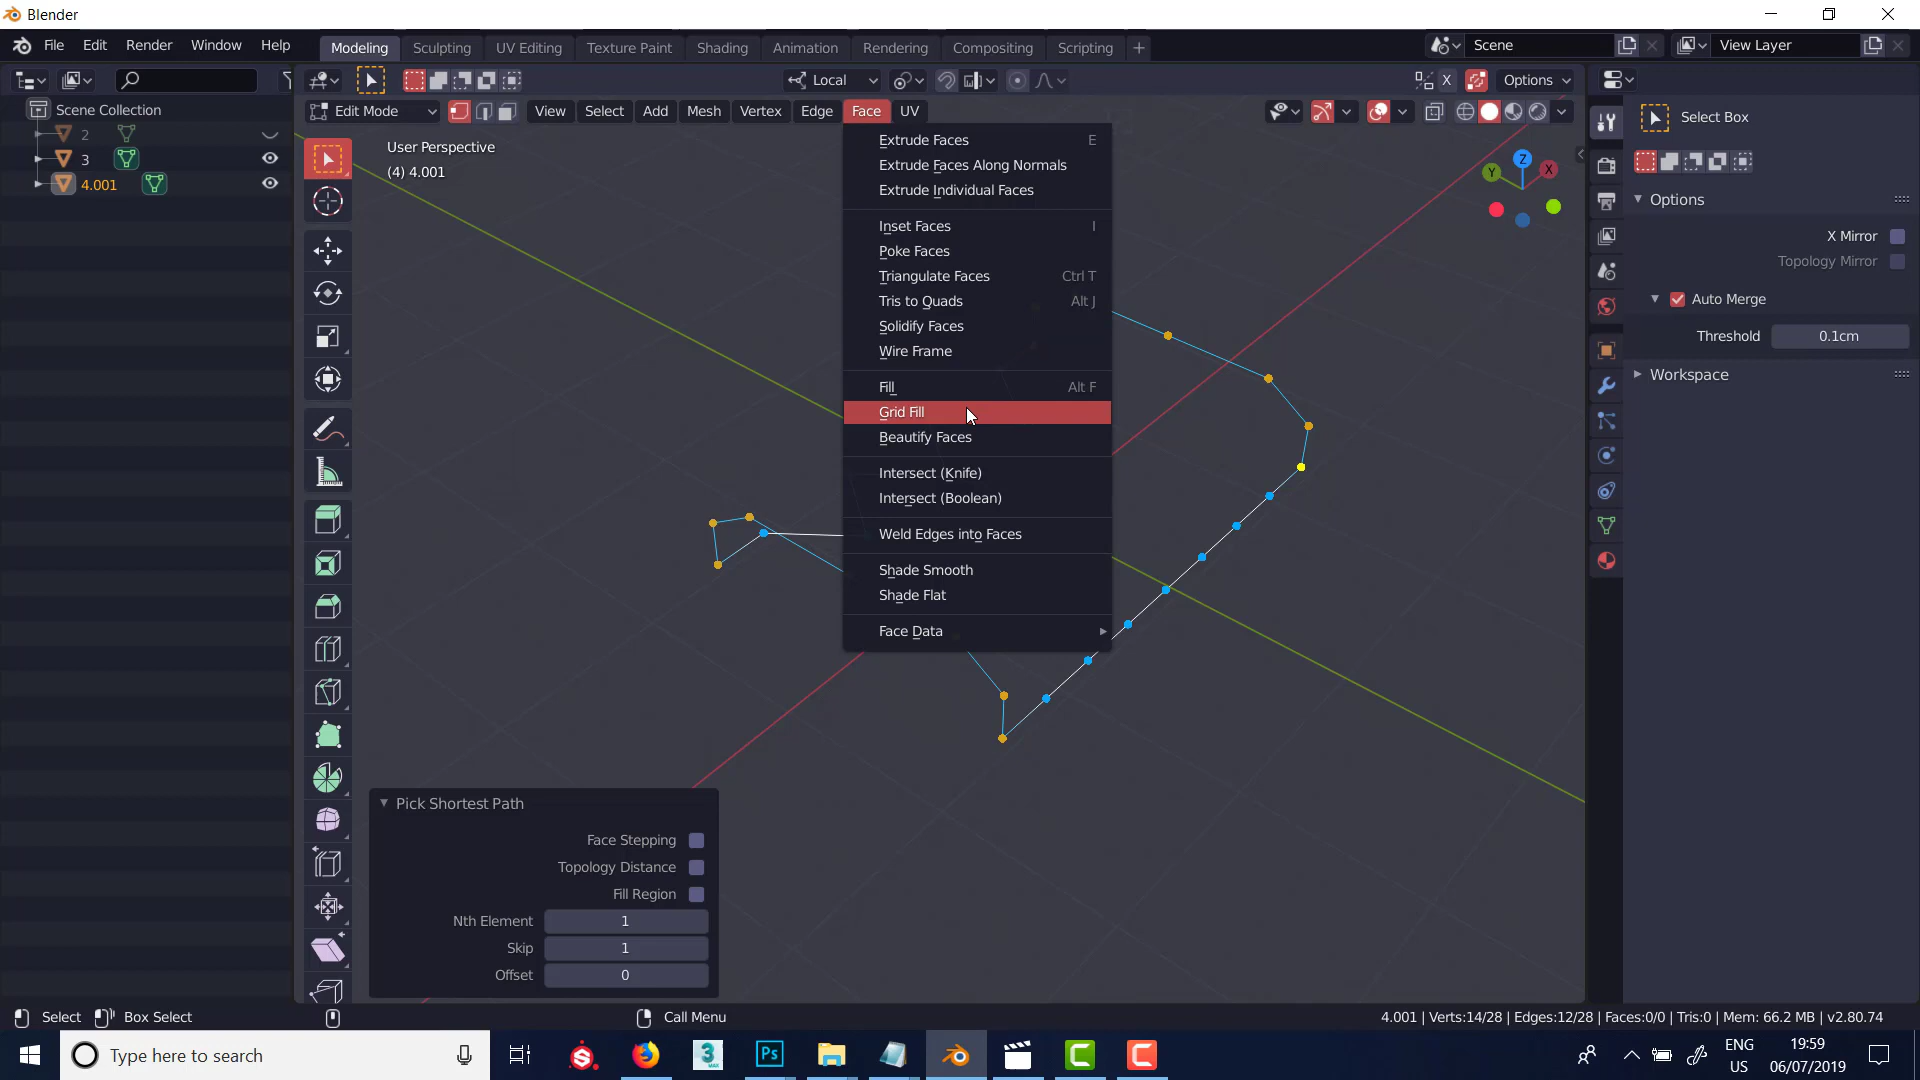 Blender
File Edit Render Window Help
Modeling Sculpting UV Editing Texture Paint Shading Animation Rendering Compositing Scripting +
Scene
View Layer
Local
X
Options
Scene Collection
2
3
4.001
Edit Mode
View Select Add Mesh Vertex Edge Face UV
User Perspective
(4) 4.001
Extrude Faces E
Extrude Faces Along Normals
Extrude Individual Faces
Inset Faces I
Poke Faces
Triangulate Faces Ctrl T
Tris to Quads Alt J
Solidify Faces
Wire Frame
Fill Alt F
Grid Fill
Beautify Faces
Intersect (Knife)
Intersect (Boolean)
Weld Edges into Faces
Shade Smooth
Shade Flat
Face Data
Z
Y
X
Select Box
Options
X Mirror
Topology Mirror
Auto Merge
Threshold 0.1cm
Workspace
Pick Shortest Path
Face Stepping
Topology Distance
Fill Region
Nth Element 1
Skip 1
Offset 0
Select Box Select Call Menu
4.001 | Verts:14/28 | Edges:12/28 | Faces:0/0 | Tris:0 | Mem: 66.2 MB | v2.80.74
Type here to search
S
3
MAX
Ps
C
C
ENG
US
19:59
06/07/2019